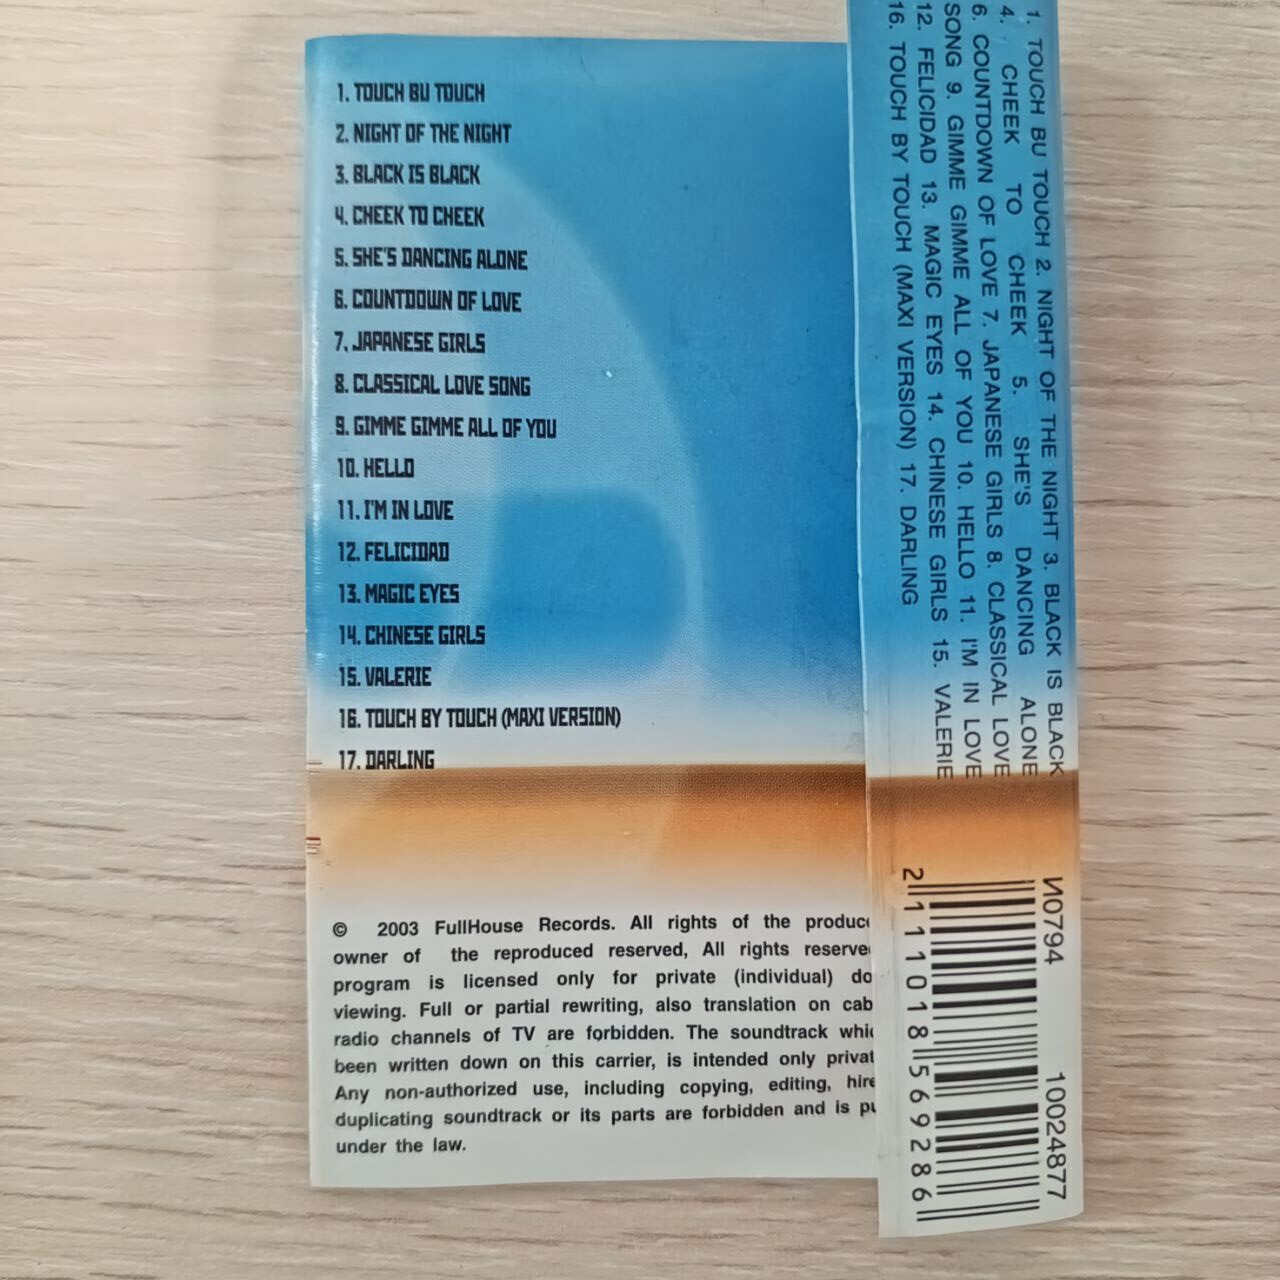 1. TOUCH BU TOUCH
2. NIGHT OF THE NIGHT
3. BLACK IS BLACK
4. CHEEK TO CHEEK
5. SHE'S DANCING ALONE
6. COUNTDOWN OF LOVE
7. JAPANESE GIRLS
8. CLASSICAL LOVE SONG
9. GIMME GIMME ALL OF YOU
10. HELLO
11. I'M IN LOVE
12. FELICIDAD
13. MAGIC EYES
14. CHINESE GIRLS
15. VALERIE
16. TOUCH BY TOUCH (MAXI VERSION)
17. DARLING
© 2003 FullHouse Records. All rights of the produc
owner of the reproduced reserved, All rights reserve
program is licensed only for private (individual) do
viewing. Full or partial rewriting, also translation on cab
radio channels of TV are forbidden. The soundtrack whi
been written down on this carrier, is intended only privat
Any non-authorized use, including copying, editing, hire
duplicating soundtrack or its parts are forbidden and is pu
under the law.
1. TOUCH BU TOUCH 2. NIGHT OF THE NIGHT 3. BLACK IS BLACK
4. CHEEK TO CHEEK 5. SHE'S DANCING ALONE
6. COUNTDOWN OF LOVE 7. JAPANESE GIRLS 8. CLASSICAL LOVE
SONG 9. GIMME GIMME ALL OF YOU 10. HELLO 11. I'M IN LOVE
12. FELICIDAD 13. MAGIC EYES 14. CHINESE GIRLS 15. VALERIE
16. TOUCH BY TOUCH (MAXI VERSION) 17. DARLING
И0794 10024877
2 111018 569286